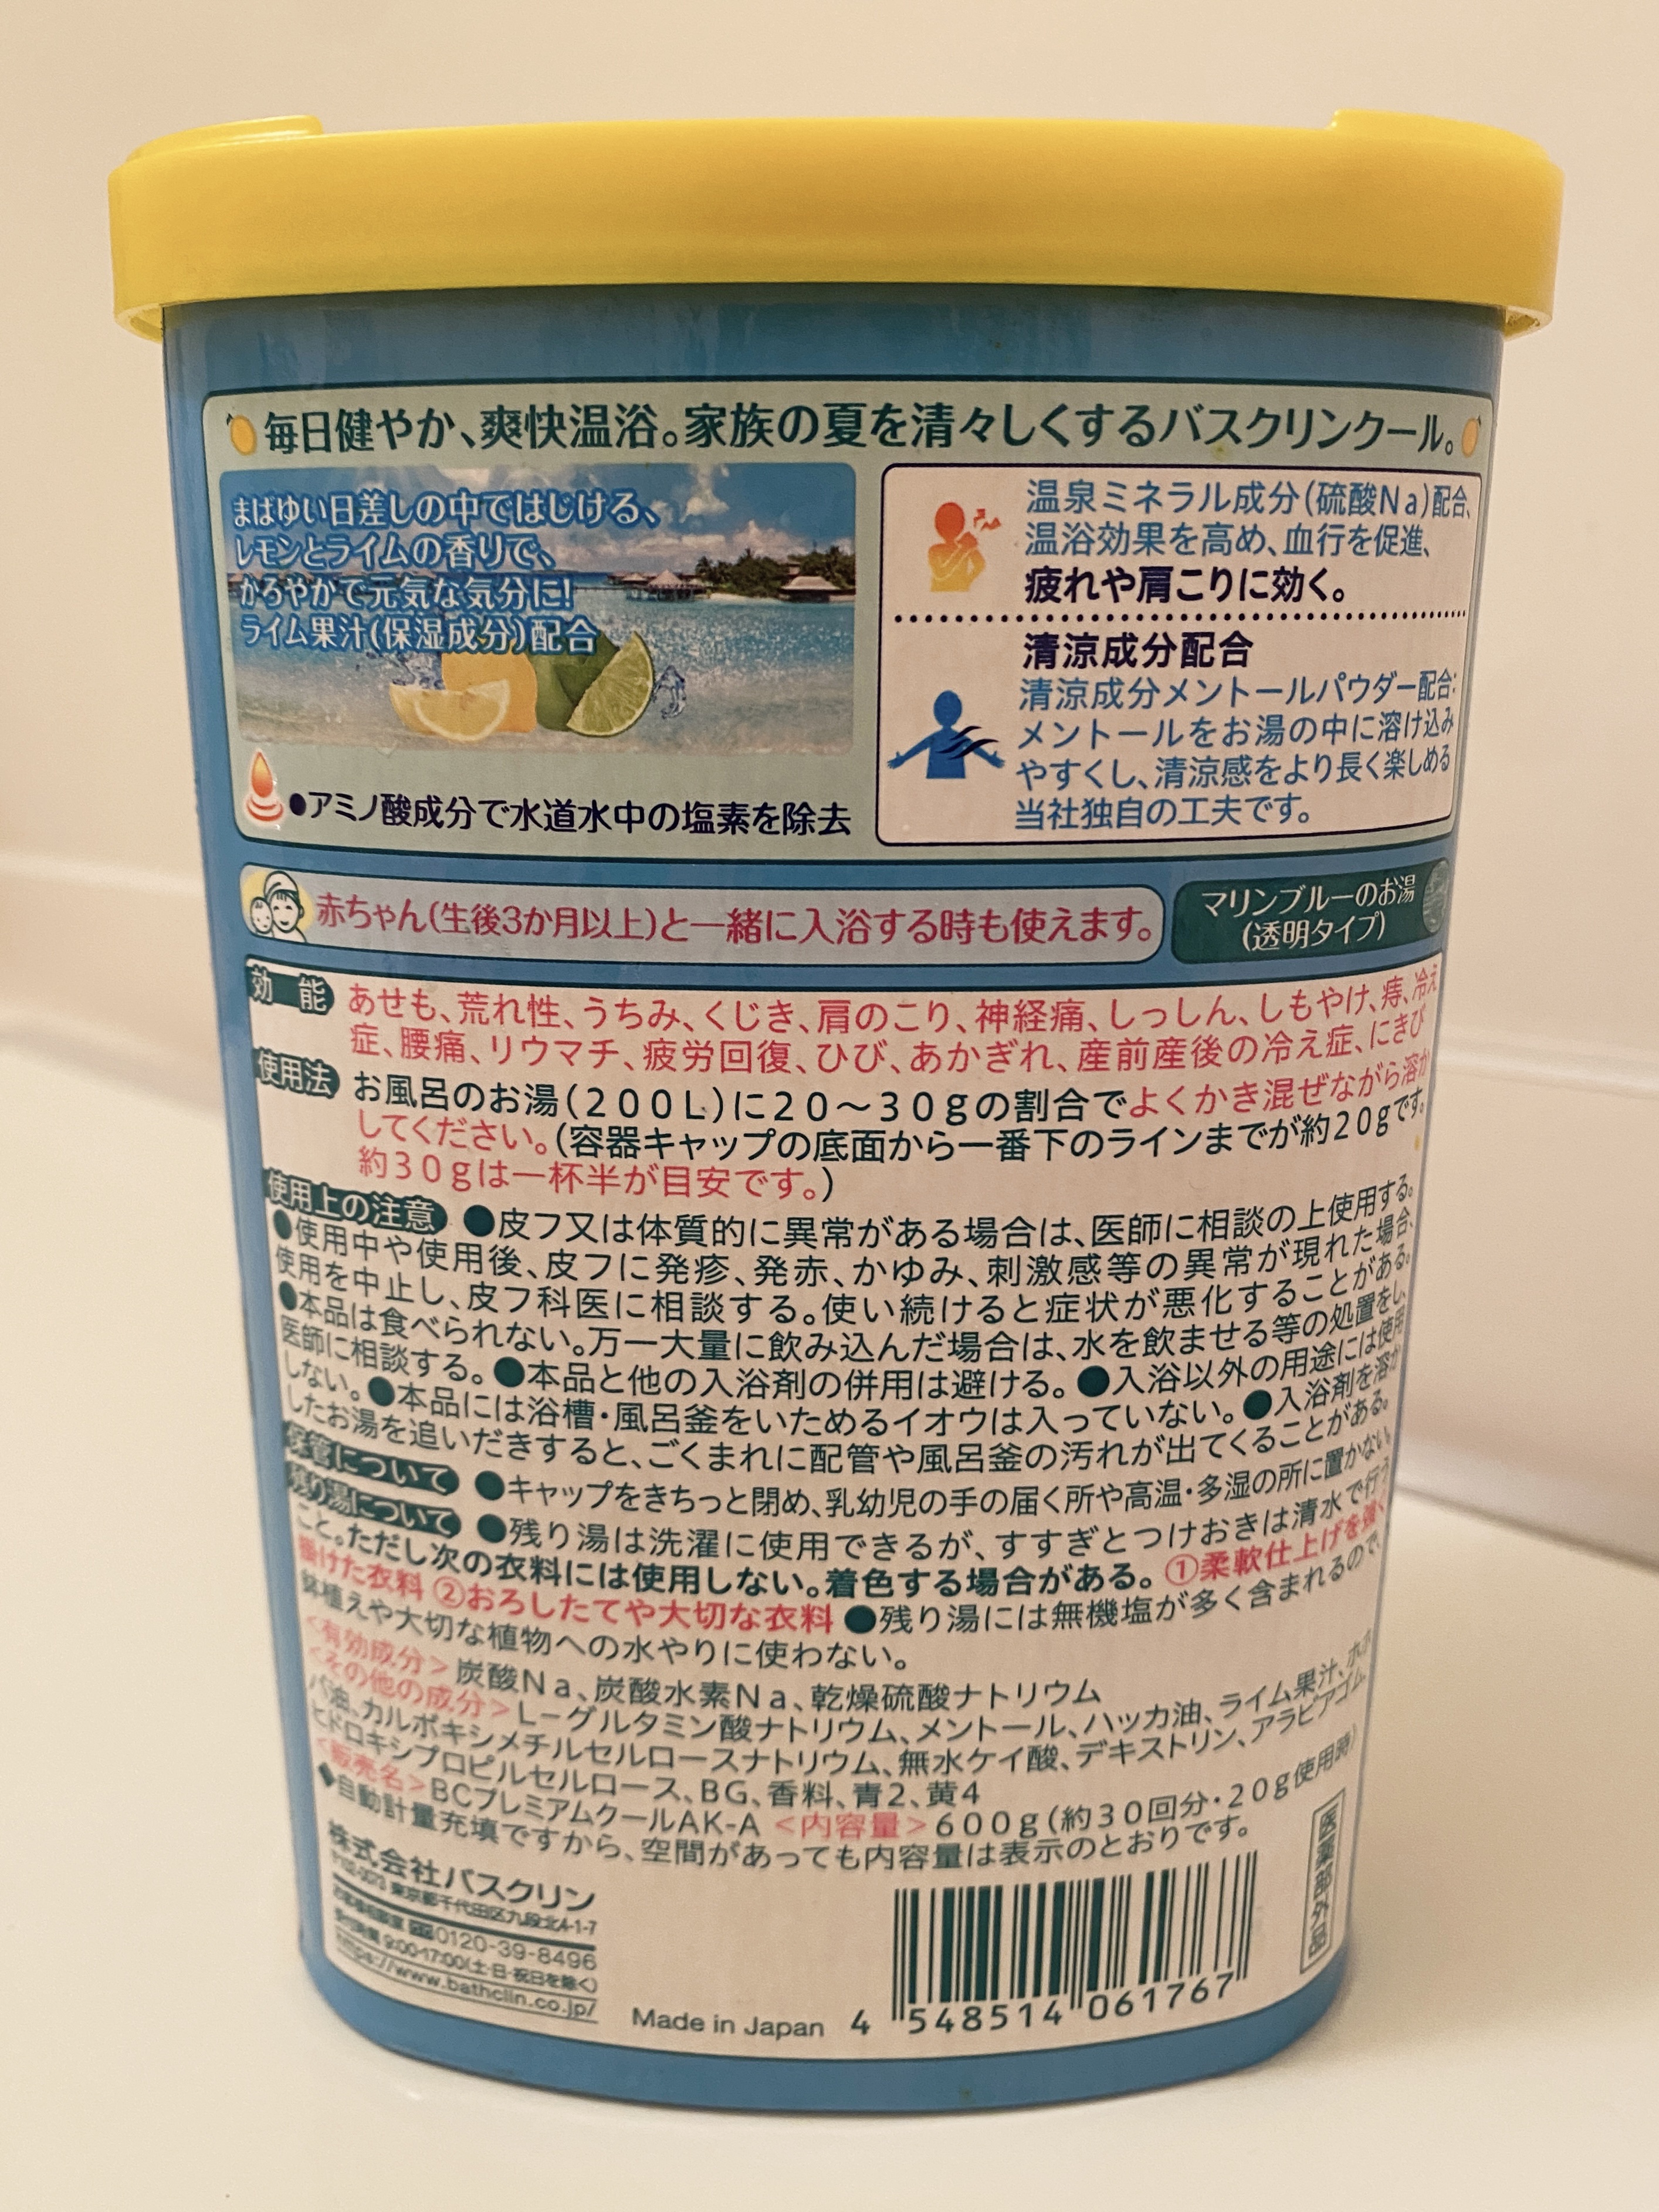 毎日健やか、爽快温浴。家族の夏を清々しくするバスクリンクール。
まばゆい日差しの中ではじける、
レモンとライムの香りで、
かろやかで元気な気分に!
ライム果汁(保湿成分)配合
●アミノ酸成分で水道水中の塩素を除去
温泉ミネラル成分(硫酸Na)配合、
温浴効果を高め、血行を促進、
疲れや肩こりに効く。
清涼成分配合
清涼成分メントールパウダー配合:
メントールをお湯の中に溶け込み
やすくし、清涼感をより長く楽しめる
当社独自の工夫です。
赤ちゃん(生後3か月以上)と一緒に入浴する時も使えます。
マリンブルーのお湯
(透明タイプ)
効 能 あせも、荒れ性、うちみ、くじき、肩のこり、神経痛、しっしん、しもやけ、痔、冷え
症、腰痛、リウマチ、疲労回復、ひび、あかぎれ、産前産後の冷え症、にきび
使用法 お風呂のお湯(200L)に20〜30gの割合でよくかき混ぜながら溶か
してください。(容器キャップの底面から一番下のラインまでが約20gです。
約30gは一杯半が目安です。)
使用上の注意 ●皮フ又は体質的に異常がある場合は、医師に相談の上使用する。
●使用中や使用後、皮フに発疹、発赤、かゆみ、刺激感等の異常が現れた場合、
使用を中止し、皮フ科医に相談する。使い続けると症状が悪化することがある。
●本品は食べられない。万一大量に飲み込んだ場合は、水を飲ませる等の処置をし、
医師に相談する。●本品と他の入浴剤の併用は避ける。●入浴以外の用途には使用
しない。●本品には浴槽・風呂釜をいためるイオウは入っていない。●入浴剤を溶か
したお湯を追いだきすると、ごくまれに配管や風呂釜の汚れが出てくることがある。
保管について ●キャップをきちっと閉め、乳幼児の手の届く所や高温・多湿の所に置かない。
残り湯について ●残り湯は洗濯に使用できるが、すすぎとつけおきは清水で行う
こと。ただし次の衣料には使用しない。着色する場合がある。①柔軟仕上げを強く
掛けた衣料 ②おろしたてや大切な衣料 ●残り湯には無機塩が多く含まれるので、
鉢植えや大切な植物への水やりに使わない。
<有効成分>炭酸Na、炭酸水素Na、乾燥硫酸ナトリウム
<その他の成分>L-グルタミン酸ナトリウム、メントール、ハッカ油、ライム果汁、ホホ
バ油、カルボキシメチルセルロースナトリウム、無水ケイ酸、デキストリン、アラビアゴム、
ヒドロキシプロピルセルロース、BG、香料、青2、黄4
<販売名>BCプレミアムクールAK-A <内容量>600g(約30回分・20g使用時)
◆自動計量充填ですから、空間があっても内容量は表示のとおりです。
株式会社バスクリン
〒102-0073 東京都千代田区九段北4-1-7
お客様相談室 0120-39-8496
受付時間 9:00-17:00(土・日・祝日を除く)
https://www.bathclin.co.jp/
Made in Japan
4 548514 061767
医薬部外品